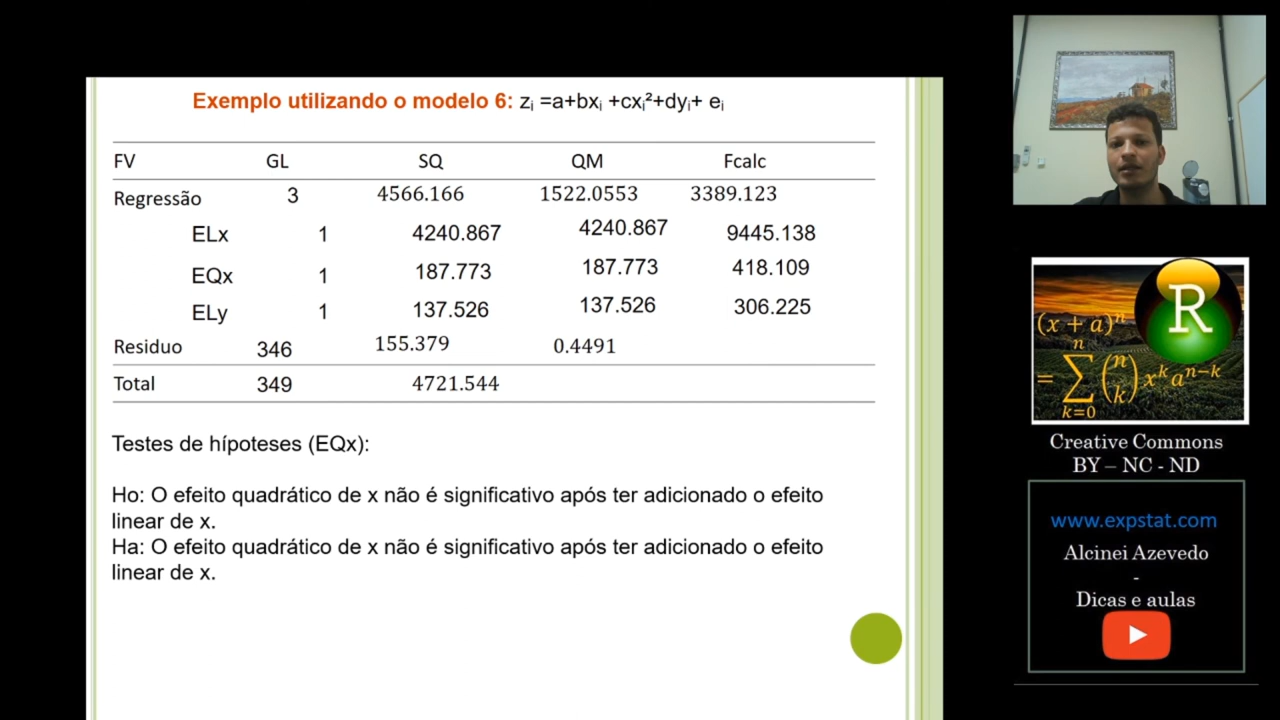 Exemplo utilizando o modelo 6: zᵢ =a+bxᵢ +cxᵢ²+dyᵢ+ eᵢ
FV GL SQ QM Fcalc
Regressão 3 4566.166 1522.0553 3389.123
ELx 1 4240.867 4240.867 9445.138
EQx 1 187.773 187.773 418.109
ELy 1 137.526 137.526 306.225
Residuo 346 155.379 0.4491
Total 349 4721.544
Testes de hípoteses (EQx):
Ho: O efeito quadrático de x não é significativo após ter adicionado o efeito
linear de x.
Ha: O efeito quadrático de x não é significativo após ter adicionado o efeito
linear de x.
R
(x + a)ⁿ
n
= ∑ (n k) xᵏaⁿ⁻ᵏ
k=0
Creative Commons
BY – NC - ND
www.expstat.com
Alcinei Azevedo
-
Dicas e aulas